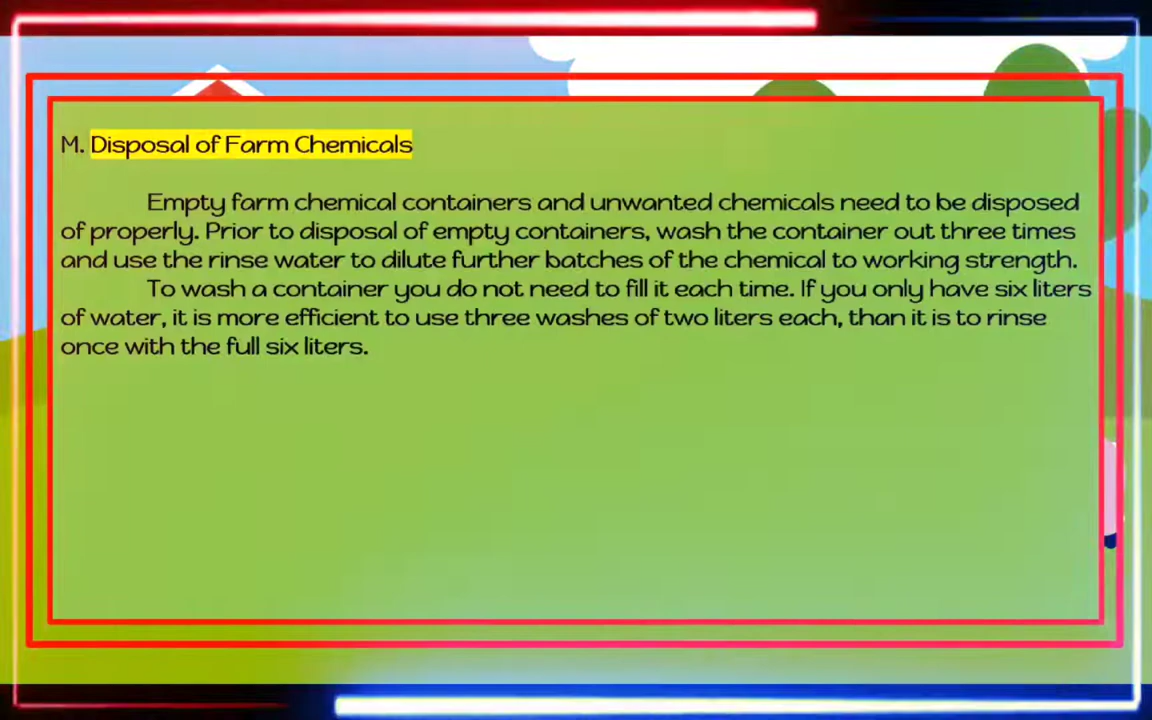 M. Disposal of Farm Chemicals
Empty farm chemical containers and unwanted chemicals need to be disposed
of properly. Prior to disposal of empty containers, wash the container out three times
and use the rinse water to dilute further batches of the chemical to working strength.
To wash a container you do not need to fill it each time. If you only have six liters
of water, it is more efficient to use three washes of two liters each, than it is to rinse
once with the full six liters.